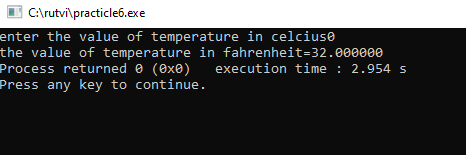 C:\rutvi\practicle6.exe
enter the value of temperature in celcius0
the value of temperature in fahrenheit=32.000000
Process returned 0 (0x0)   execution time : 2.954 s
Press any key to continue.